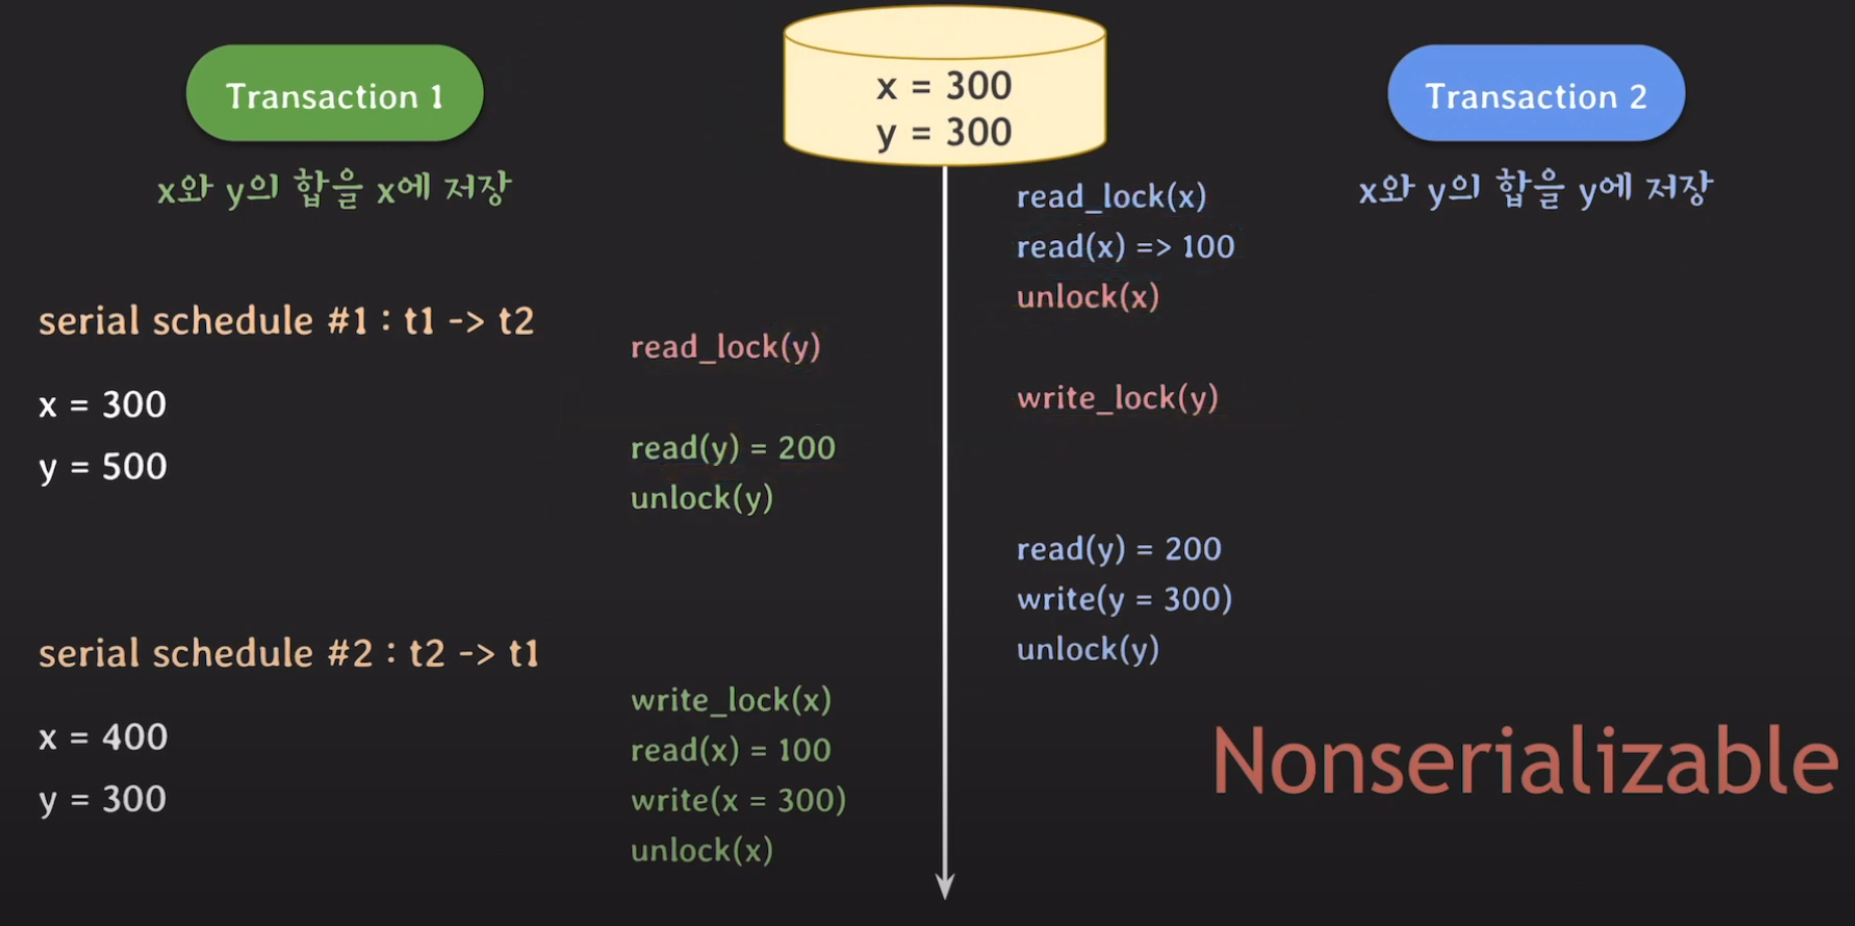 Transaction 1
x와 y의 합을 x에 저장
x = 300
y = 300
Transaction 2
x와 y의 합을 y에 저장
serial schedule #1 : t1 -> t2
x = 300
y = 500
serial schedule #2 : t2 -> t1
x = 400
y = 300
read_lock(x)
read(x) => 100
unlock(x)
read_lock(y)
write_lock(y)
read(y) = 200
unlock(y)
read(y) = 200
write(y = 300)
unlock(y)
write_lock(x)
read(x) = 100
write(x = 300)
unlock(x)
Nonserializable